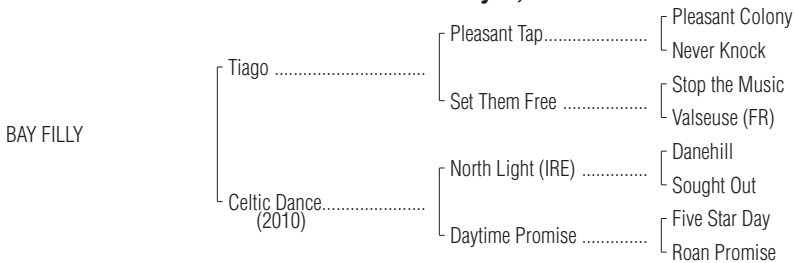 Pleasant Colony
Pleasant Tap......................
Never Knock
Tiago ................................
Stop the Music
Set Them Free ..................
Valseuse (FR)
BAY FILLY
Danehill
North Light (IRE) ..............
Sought Out
Celtic Dance......................
(2010)
Five Star Day
Daytime Promise ..............
Roan Promise